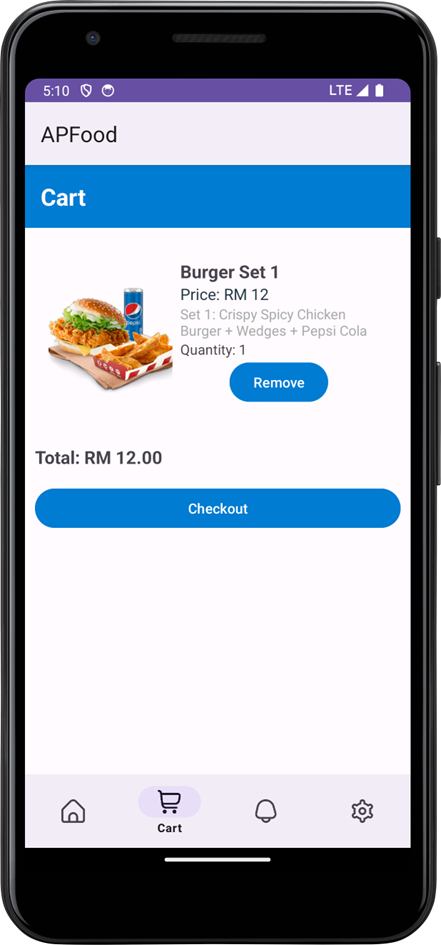 5:10
LTE
APFood
Cart
Burger Set 1
Price: RM 12
Set 1: Crispy Spicy Chicken
Burger + Wedges + Pepsi Cola
Quantity: 1
Remove
Total: RM 12.00
Checkout
Cart